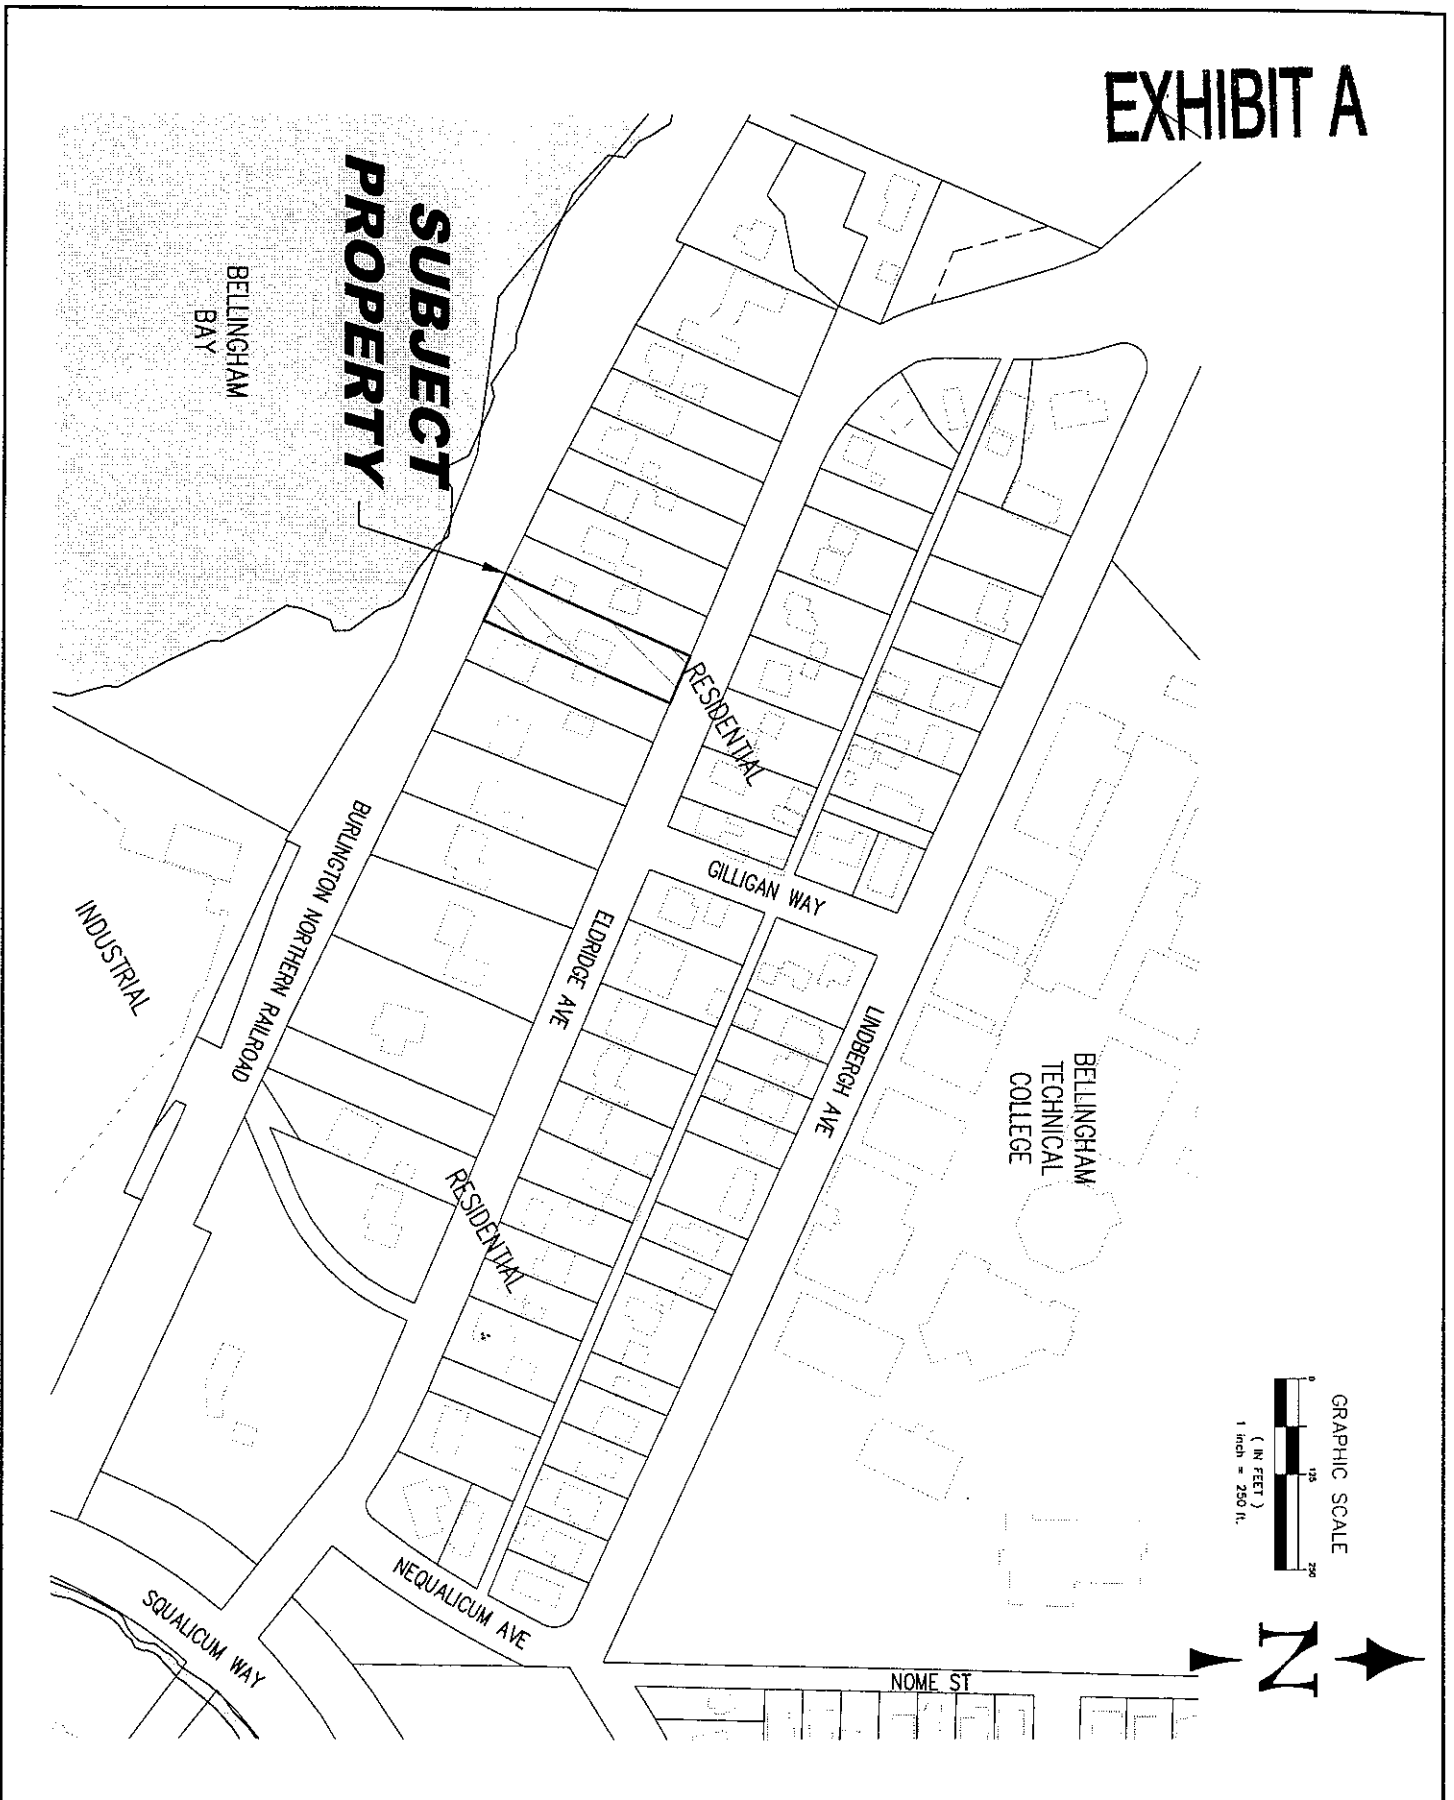 EXHIBIT A
SUBJECT
PROPERTY
BELLINGHAM
BAY
RESIDENTIAL
GILLIGAN WAY
BURLINGTON NORTHERN RAILROAD
ELDRIDGE AVE
LINDBERGH AVE
INDUSTRIAL
BELLINGHAM
TECHNICAL
COLLEGE
RESIDENTIAL
GRAPHIC SCALE
0 125 250
( IN FEET )
1 inch = 250 ft.
NEQUALICUM AVE
SQUALICUM WAY
NOME ST
N